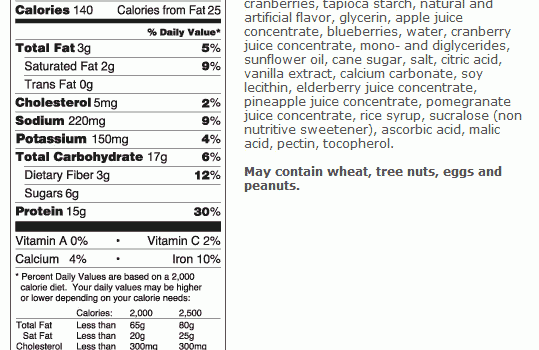 Calories 140 Calories from Fat 25
% Daily Value*
Total Fat 3g 5%
Saturated Fat 2g 9%
Trans Fat 0g
Cholesterol 5mg 2%
Sodium 220mg 9%
Potassium 150mg 4%
Total Carbohydrate 17g 6%
Dietary Fiber 3g 12%
Sugars 6g
Protein 15g 30%
Vitamin A 0% • Vitamin C 2%
Calcium 4% • Iron 10%
* Percent Daily Values are based on a 2,000
calorie diet. Your daily values may be higher
or lower depending on your calorie needs:
Calories: 2,000 2,500
Total Fat Less than 65g 80g
Sat Fat Less than 20g 25g
Cholesterol Less than 300mg 300mg
cranberries, tapioca starch, natural and
artificial flavor, glycerin, apple juice
concentrate, blueberries, water, cranberry
juice concentrate, mono- and diglycerides,
sunflower oil, cane sugar, salt, citric acid,
vanilla extract, calcium carbonate, soy
lecithin, elderberry juice concentrate,
pineapple juice concentrate, pomegranate
juice concentrate, rice syrup, sucralose (non
nutritive sweetener), ascorbic acid, malic
acid, pectin, tocopherol.
May contain wheat, tree nuts, eggs and
peanuts.